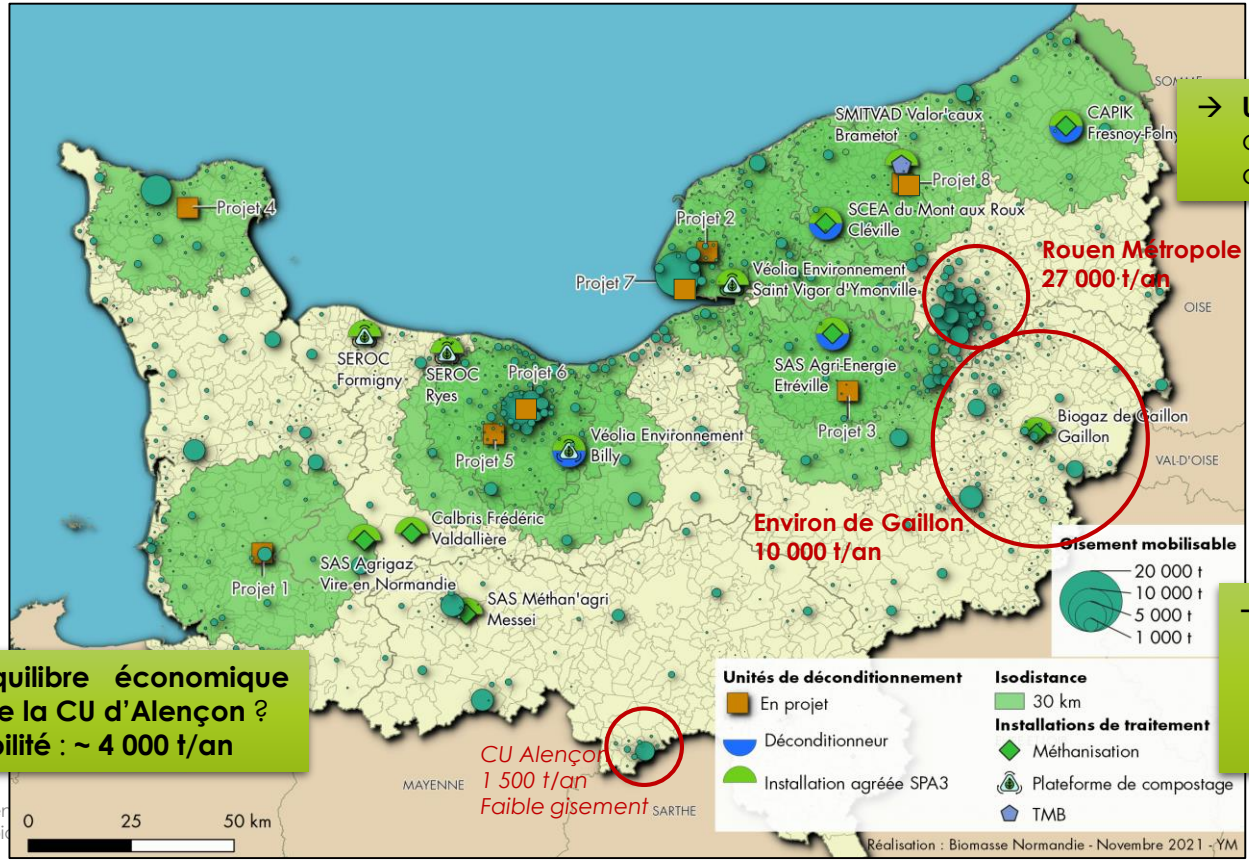 SOMME
SMITVAD Valor'caux
Brametot
CAPIK
Fresnoy-Folny
→ U
Projet 4
Projet 8
Projet 2
SCEA du Mont aux Roux
Cléville
Rouen Métropole
27 000 t/an
Projet 7
Véolia Environnement
Saint Vigor d'Ymonville
OISE
SEROC
Formigny
SEROC
Ryes
Projet 6
SAS Agri-Energie
Etréville
Projet 3
Biogaz de Gaillon
Gaillon
Projet 5
Véolia Environnement
Billy
VAL-D'OISE
Environ de Gaillon
10 000 t/an
Calbris Frédéric
Valdallière
SAS Agrigaz
Vire en Normandie
Projet 1
SAS Méthan'agri
Messei
Gisement mobilisable
20 000 t
10 000 t
5 000 t
1 000 t
→
quilibre économique
e la CU d'Alençon ?
bilité : ~ 4 000 t/an
CU Alençon
1 500 t/an
Faible gisement
MAYENNE
SARTHE
Unités de déconditionnement
En projet
Déconditionneur
Installation agréée SPA3
Isodistance
30 km
Installations de traitement
Méthanisation
Plateforme de compostage
TMB
0 25 50 km
Réalisation : Biomasse Normandie - Novembre 2021 - YM